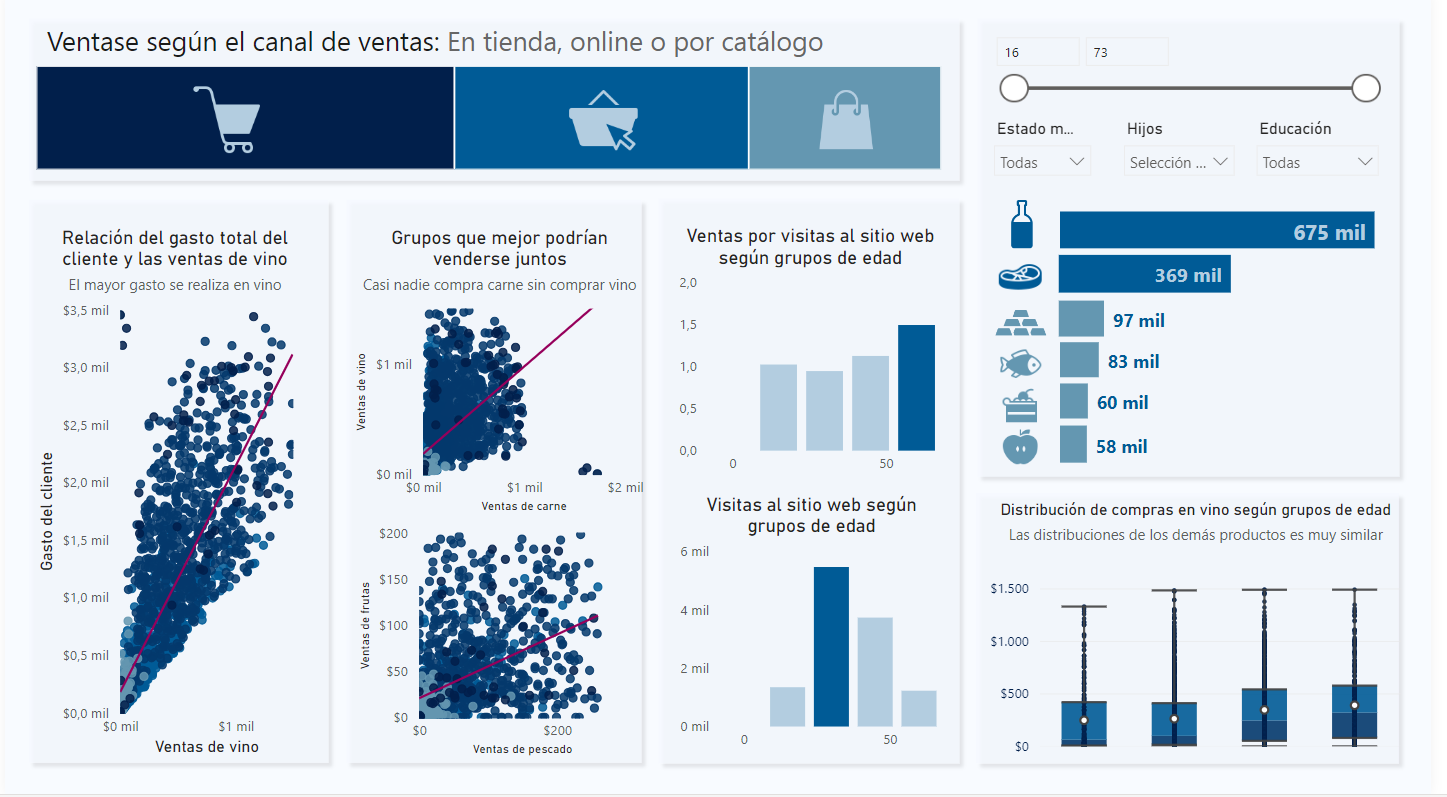 Ventase según el canal de ventas: En tienda, online o por catálogo
16 73
Estado m... Hijos Educación
Todas Selección ... Todas
675 mil
369 mil
97 mil
83 mil
60 mil
58 mil
Relación del gasto total del
cliente y las ventas de vino
El mayor gasto se realiza en vino
$3,5 mil
$3,0 mil
$2,5 mil
$2,0 mil
$1,5 mil
$1,0 mil
$0,5 mil
$0,0 mil
Gasto del cliente
$0 mil $1 mil
Ventas de vino
Grupos que mejor podrían
venderse juntos
Casi nadie compra carne sin comprar vino
Ventas de vino
$1 mil
$0 mil
$0 mil $1 mil $2 mil
Ventas de carne
$200
$150
$100
$50
$0
Ventas de frutas
$0 $200
Ventas de pescado
Ventas por visitas al sitio web
según grupos de edad
2,0
1,5
1,0
0,5
0,0
0 50
Visitas al sitio web según
grupos de edad
6 mil
4 mil
2 mil
0 mil
0 50
Distribución de compras en vino según grupos de edad
Las distribuciones de los demás productos es muy similar
$1.500
$1.000
$500
$0